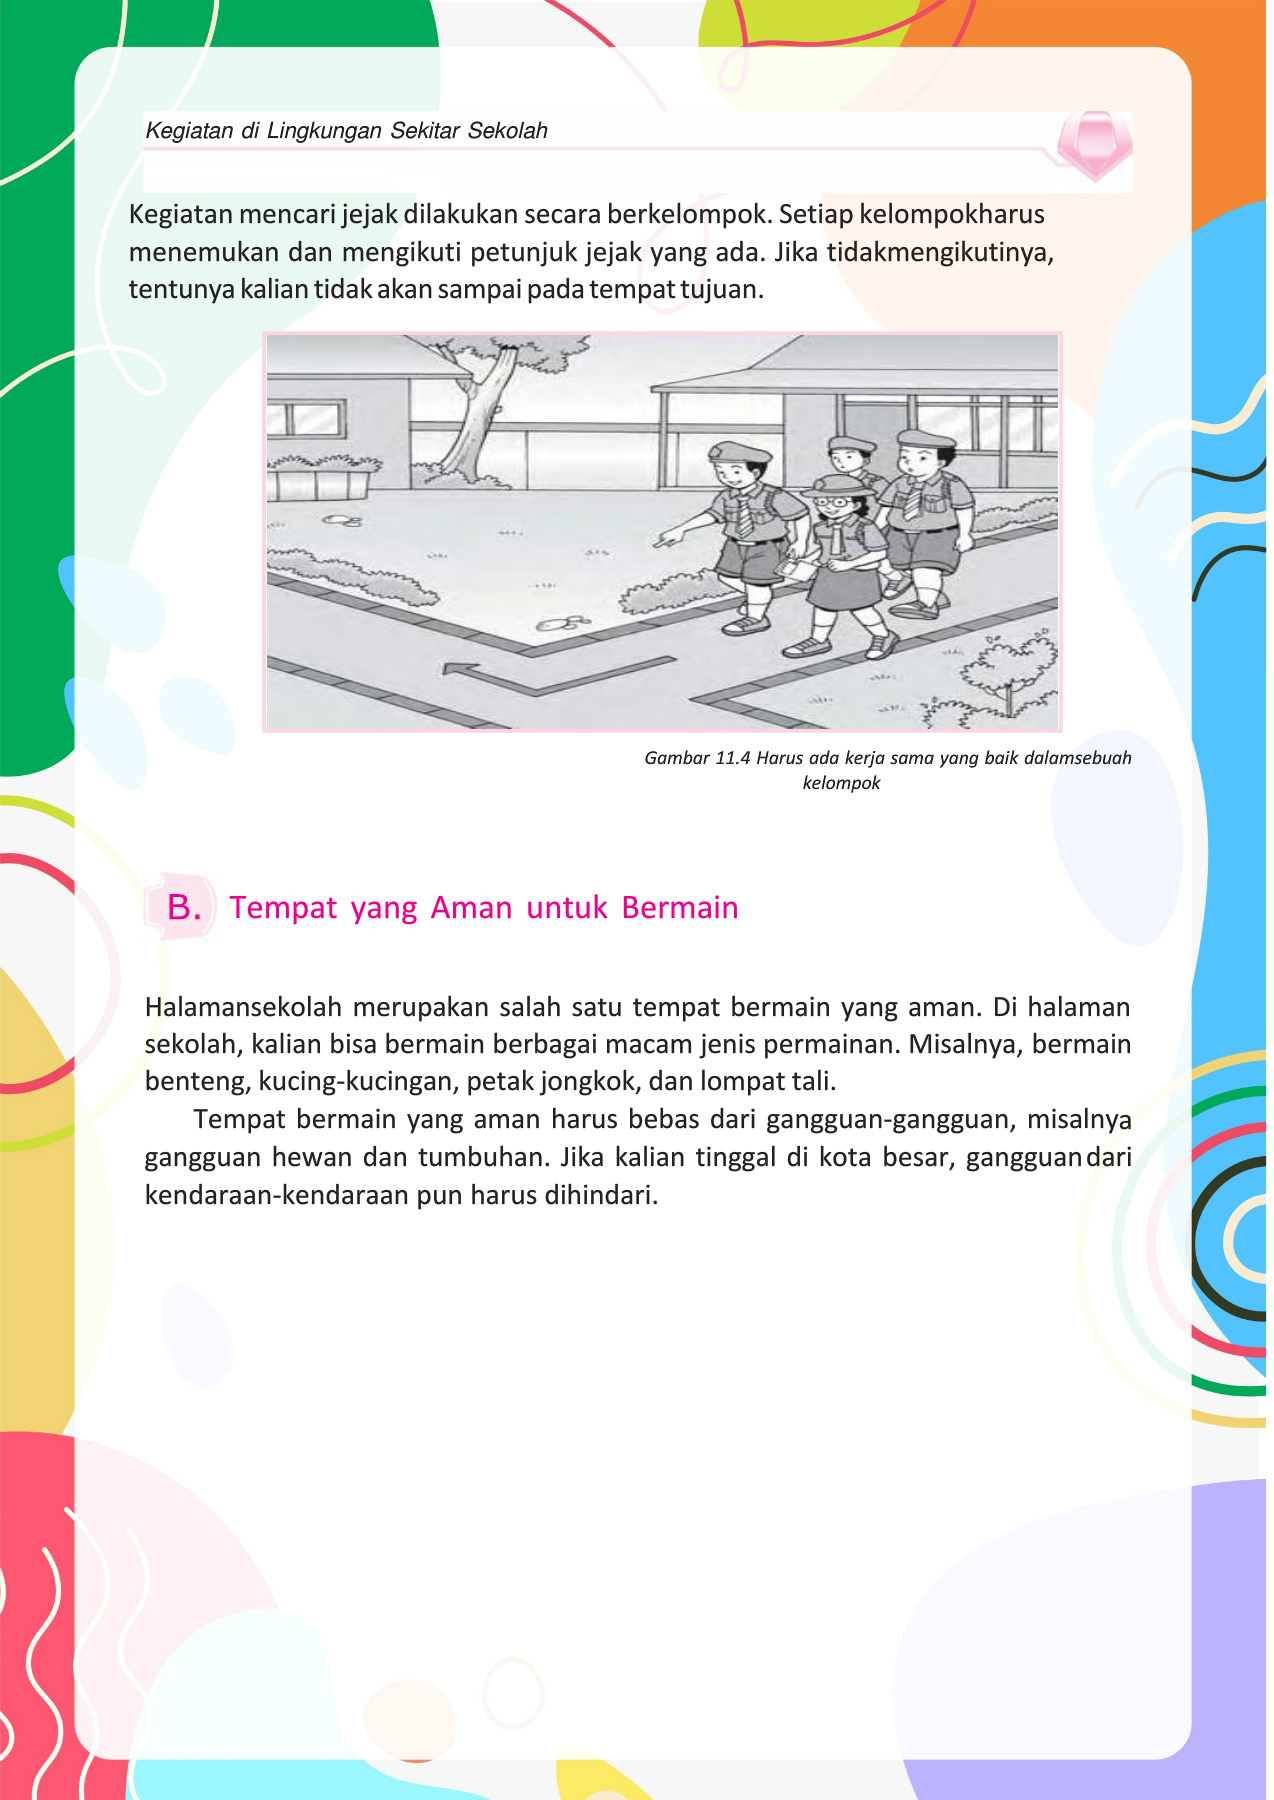 Kegiatan di Lingkungan Sekitar Sekolah
Kegiatan mencari jejak dilakukan secara berkelompok. Setiap kelompokharus
menemukan dan mengikuti petunjuk jejak yang ada. Jika tidakmengikutinya,
tentunya kalian tidak akan sampai pada tempat tujuan.
Gambar 11.4 Harus ada kerja sama yang baik dalamsebuah
kelompok
B. Tempat yang Aman untuk Bermain
Halamansekolah merupakan salah satu tempat bermain yang aman. Di halaman
sekolah, kalian bisa bermain berbagai macam jenis permainan. Misalnya, bermain
benteng, kucing-kucingan, petak jongkok, dan lompat tali.
Tempat bermain yang aman harus bebas dari gangguan-gangguan, misalnya
gangguan hewan dan tumbuhan. Jika kalian tinggal di kota besar, gangguan dari
kendaraan-kendaraan pun harus dihindari.